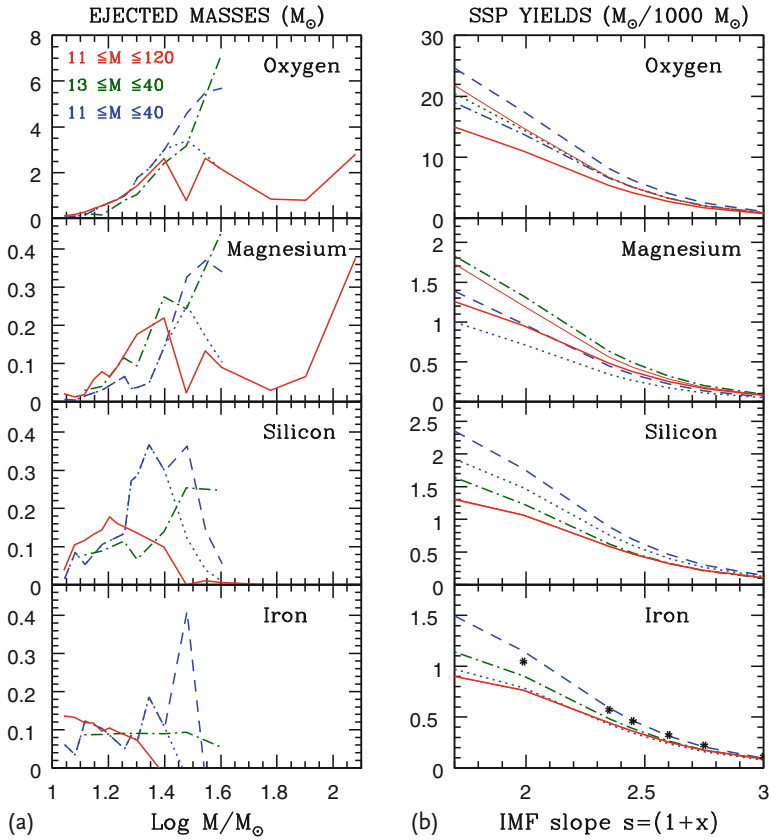 EJECTED MASSES (M⊙)
SSP YIELDS (M⊙/1000 M⊙)
8
6
4
2
0
11 ≦M ≦120
13 ≦M ≦40
11 ≦M ≦40
Oxygen
30
20
10
0
Oxygen
0.4
0.3
0.2
0.1
0
Magnesium
2
1.5
1
0.5
0
Magnesium
0.4
0.3
0.2
0.1
0
Silicon
2.5
2
1.5
1
0.5
0
Silicon
0.4
0.3
0.2
0.1
0
Iron
1.5
1
0.5
0
Iron
1 1.2 1.4 1.6 1.8 2
2 2.5 3
(a) Log M/M⊙
(b) IMF slope s=(1+x)